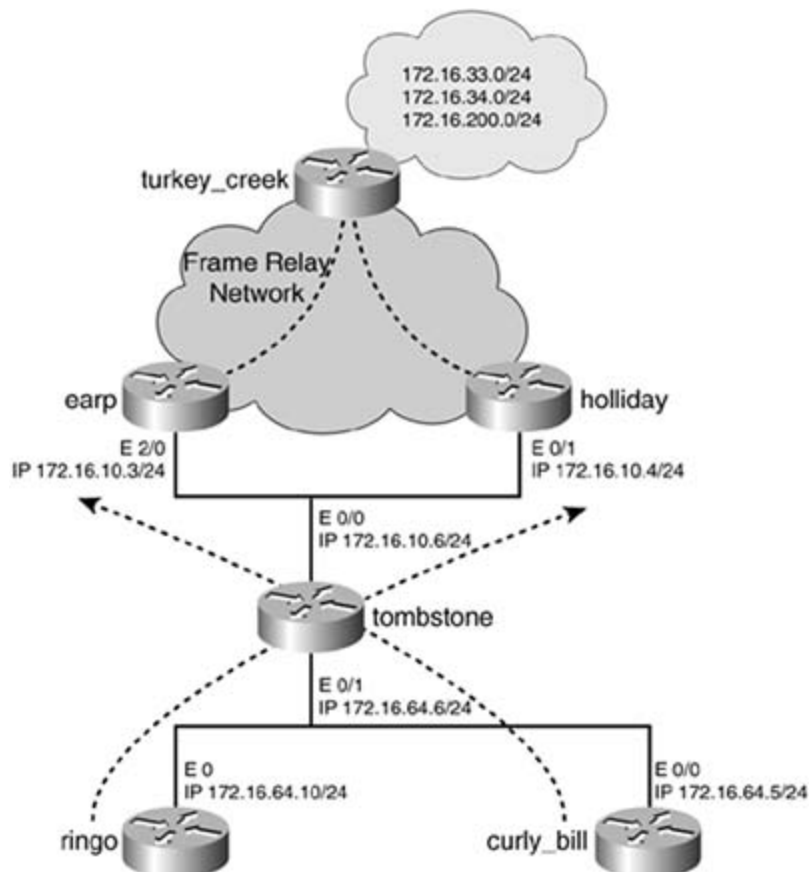 172.16.33.0/24
172.16.34.0/24
172.16.200.0/24
turkey_creek
Frame Relay
Network
earp
holliday
E 2/0
IP 172.16.10.3/24
E 0/1
IP 172.16.10.4/24
E 0/0
IP 172.16.10.6/24
tombstone
E 0/1
IP 172.16.64.6/24
E 0
IP 172.16.64.10/24
E 0/0
IP 172.16.64.5/24
ringo
curly_bill